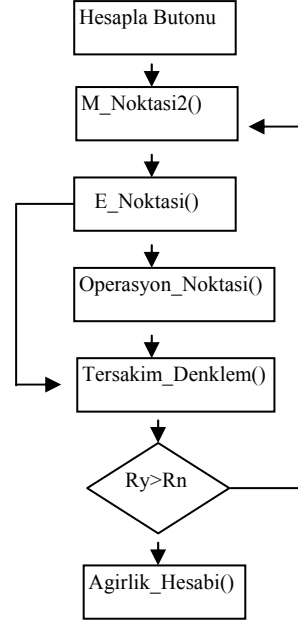 Hesapla Butonu
M_Noktasi2()
E_Noktasi()
Operasyon_Noktasi()
Tersakim_Denklem()
Ry>Rn
Agirlik_Hesabi()